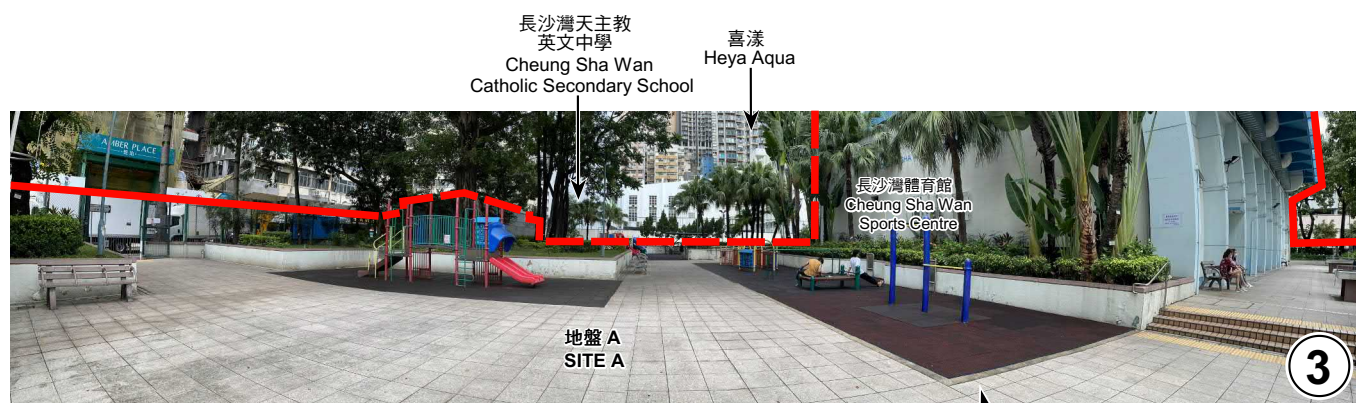 長沙灣天主教
英文中學
Cheung Sha Wan
Catholic Secondary School
喜漾
Heya Aqua
AMBER PLACE
長沙灣體育館
Cheung Sha Wan
Sports Centre
地盤 A
SITE A
3